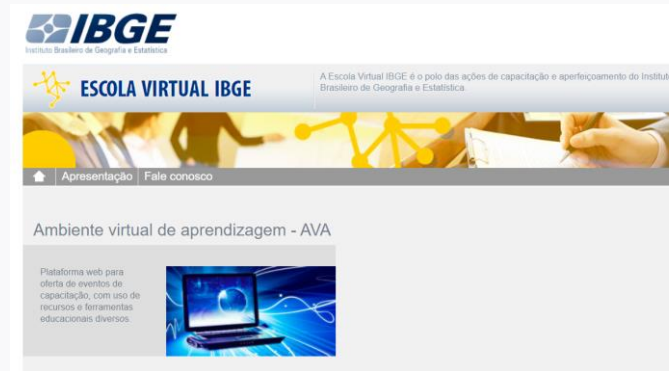 IBGE
Instituto Brasileiro de Geografia e Estatística
ESCOLA VIRTUAL IBGE
A Escola Virtual IBGE é o polo das ações de capacitação e aperfeiçoamento do Instituto
Brasileiro de Geografia e Estatística.
Apresentação Fale conosco
Ambiente virtual de aprendizagem - AVA
Plataforma web para
oferta de eventos de
capacitação, com uso de
recursos e ferramentas
educacionais diversos.